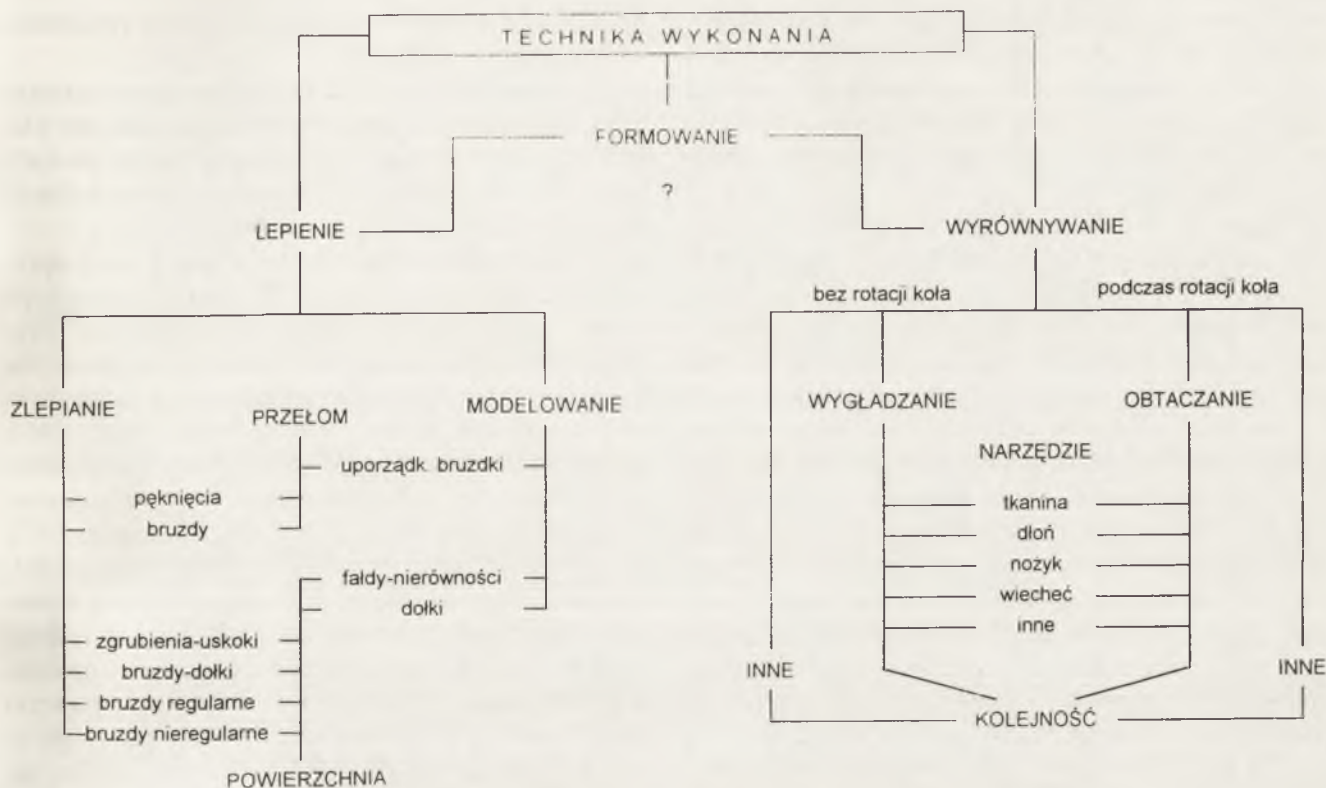 TECHNIKA WYKONANIA
FORMOWANIE
?
LEPIENIE
WYRÓWNYWANIE
bez rotacji koła
podczas rotacji koła
ZLEPIANIE
PRZEŁOM
MODELOWANIE
WYGŁADZANIE
OBTACZANIE
uporządk. bruzdki
pęknięcia
bruzdy
fałdy-nierówności
dołki
zgrubienia-uskoki
bruzdy-dołki
bruzdy regularne
bruzdy nieregularne
POWIERZCHNIA
NARZĘDZIE
tkanina
dłoń
nożyk
wiecheć
inne
INNE
INNE
KOLEJNOŚĆ